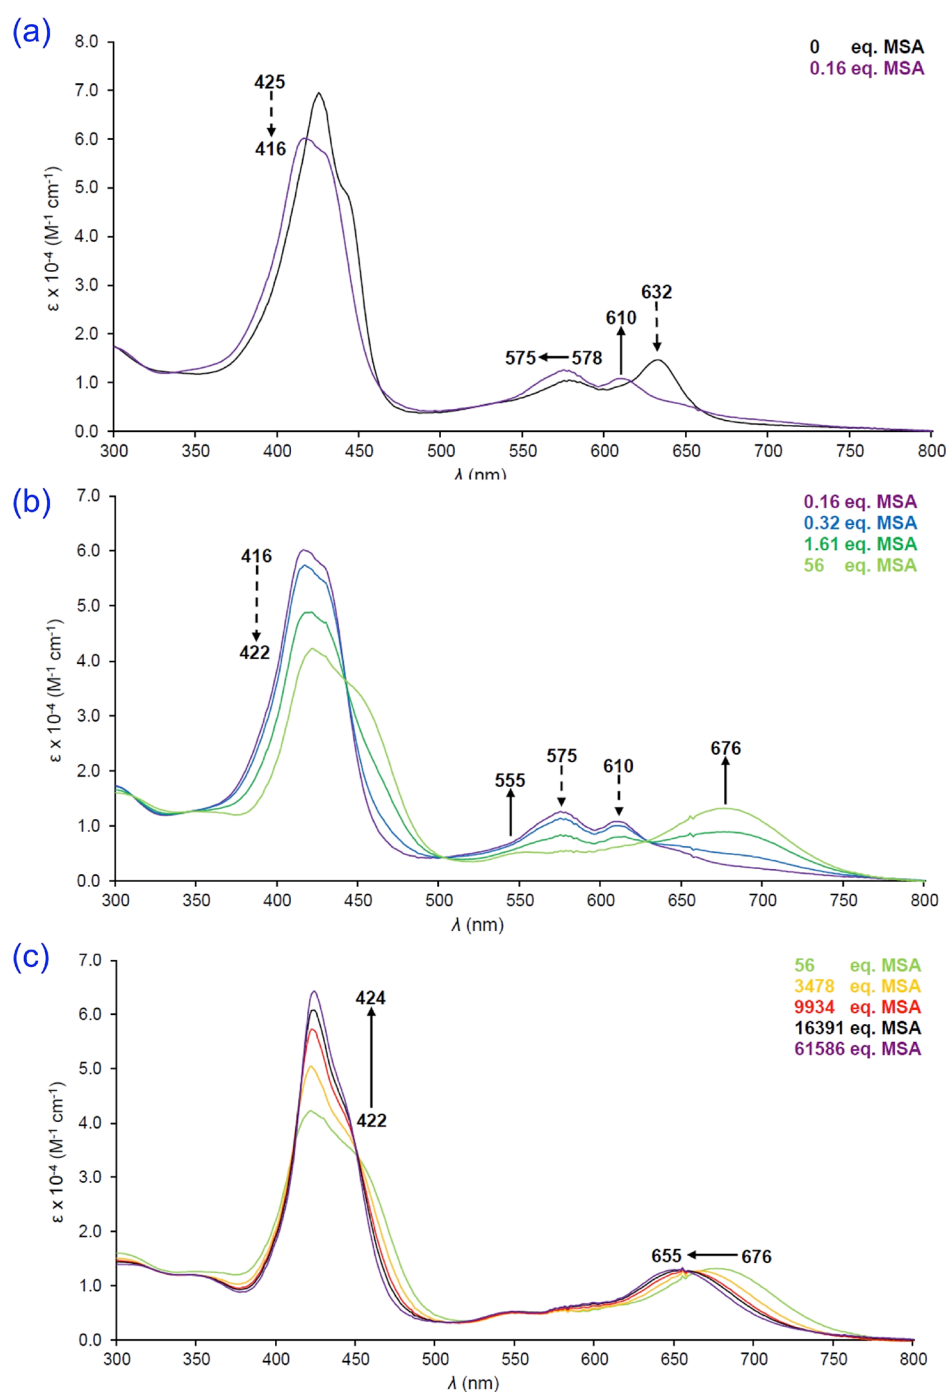 (a)
8.0
7.0
6.0
5.0
4.0
3.0
2.0
1.0
0.0
ε x 10-4 (M-1 cm-1)
0 eq. MSA
0.16 eq. MSA
425
416
632
610
575
578
300 350 400 450 500 550 600 650 700 750 800
λ (nm)
(b)
7.0
6.0
5.0
4.0
3.0
2.0
1.0
0.0
ε x 10-4 (M-1 cm-1)
0.16 eq. MSA
0.32 eq. MSA
1.61 eq. MSA
56 eq. MSA
416
422
555
575
610
676
300 350 400 450 500 550 600 650 700 750 800
λ (nm)
(c)
7.0
6.0
5.0
4.0
3.0
2.0
1.0
0.0
ε x 10-4 (M-1 cm-1)
56 eq. MSA
3478 eq. MSA
9934 eq. MSA
16391 eq. MSA
61586 eq. MSA
424
422
655
676
300 350 400 450 500 550 600 650 700 750 800
λ (nm)